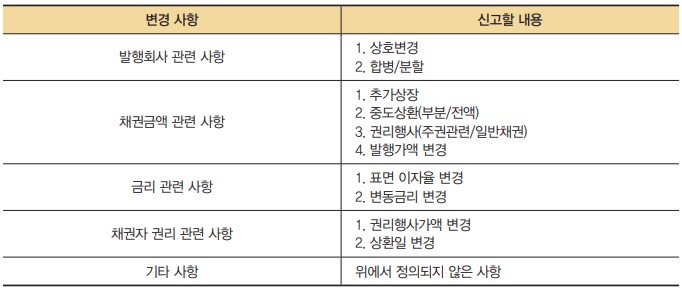 변경 사항
신고할 내용
발행회사 관련 사항
1. 상호변경
2. 합병/분할
채권금액 관련 사항
1. 추가상장
2. 중도상환(부분/전액)
3. 권리행사(주권관련/일반채권)
4. 발행가액 변경
금리 관련 사항
1. 표면 이자율 변경
2. 변동금리 변경
채권자 권리 관련 사항
1. 권리행사가액 변경
2. 상환일 변경
기타 사항
위에서 정의되지 않은 사항